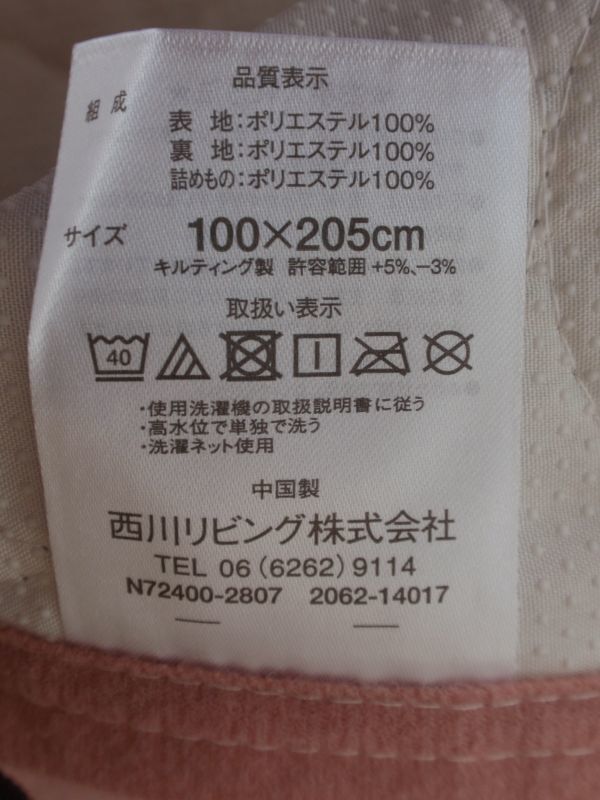 品質表示
組成
表 地:ポリエステル100%
裏 地:ポリエステル100%
詰めもの:ポリエステル100%
サイズ 100×205cm
キルティング製 許容範囲 +5%、-3%
取扱い表示
40
・使用洗濯機の取扱説明書に従う
・高水位で単独で洗う
・洗濯ネット使用
中国製
西川リビング株式会社
TEL 06(6262)9114
N72400-2807 2062-14017